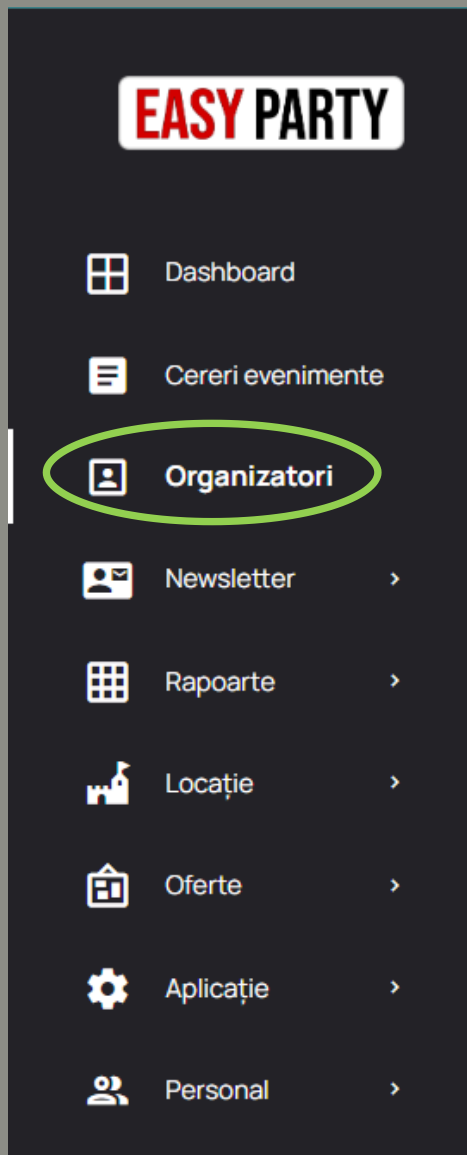 EASY PARTY
Dashboard
Cereri evenimente
Organizatori
Newsletter
Rapoarte
Locație
Oferte
Aplicație
Personal